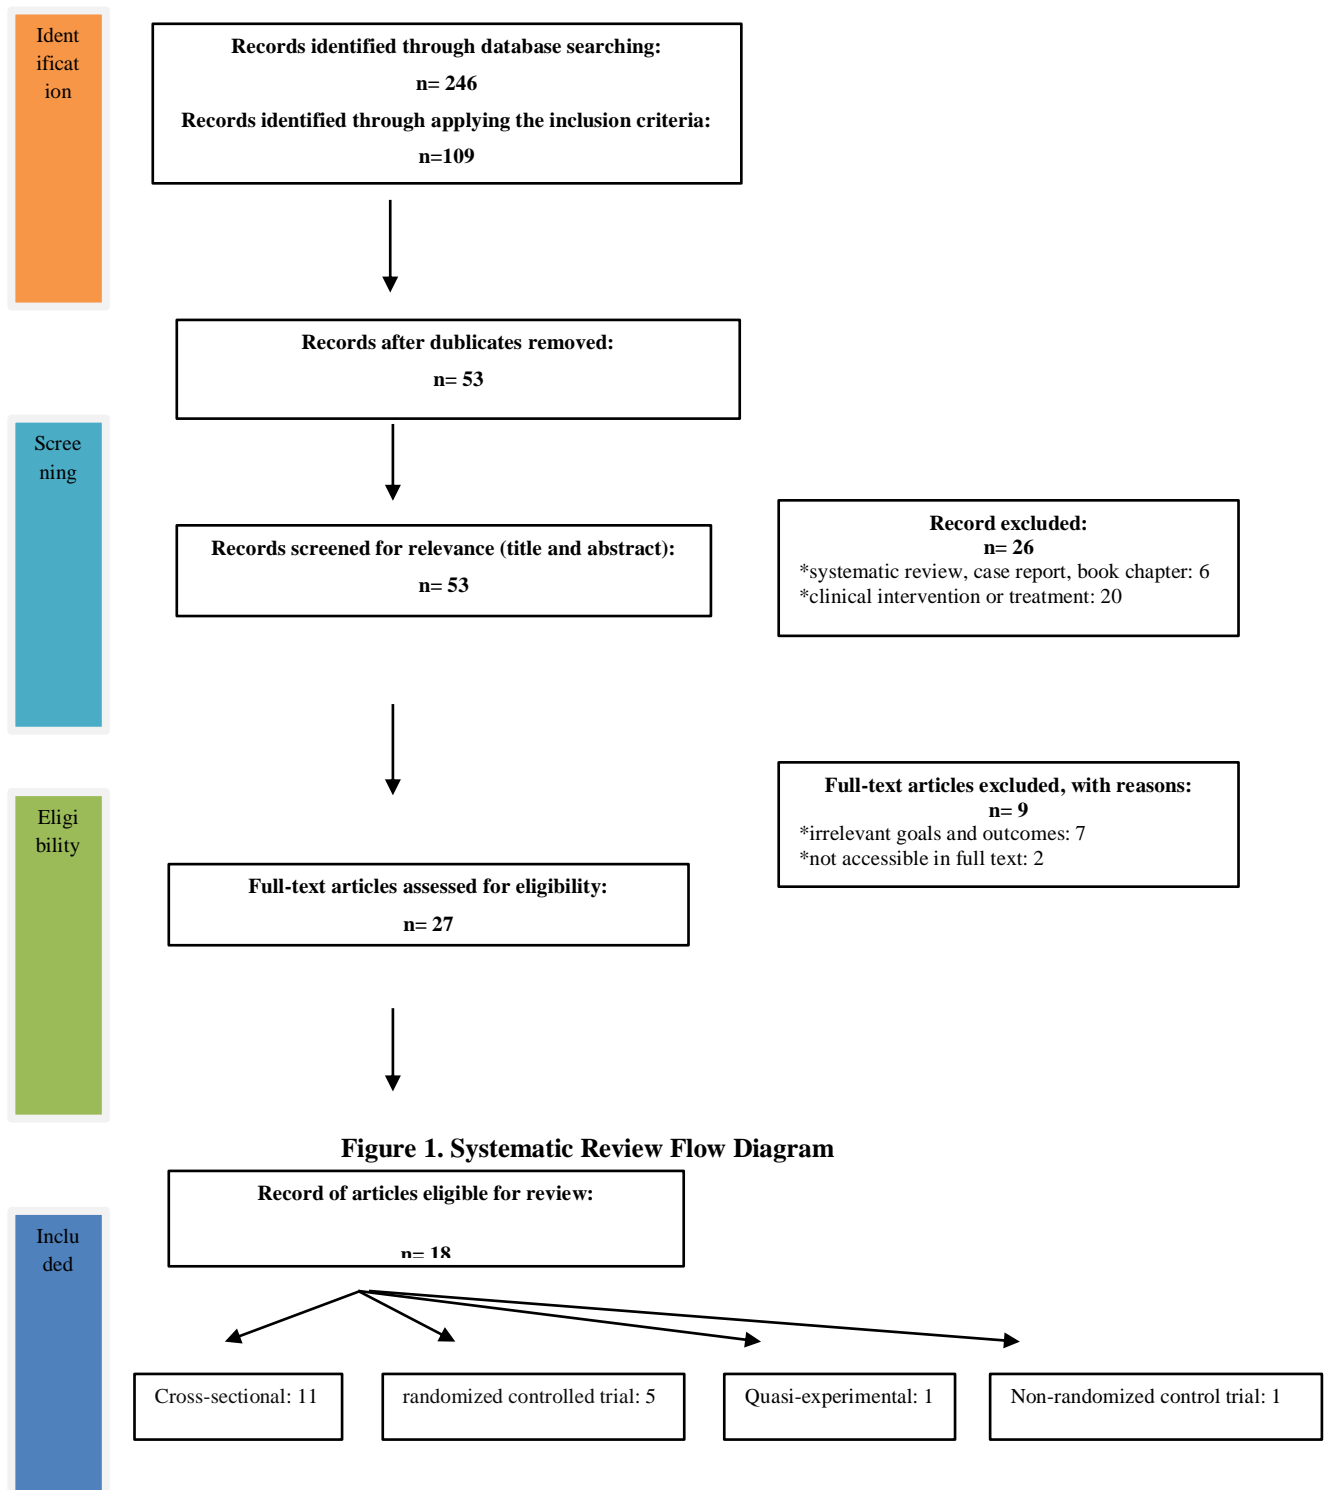 Ident
ificat
ion
Records identified through database searching:
n= 246
Records identified through applying the inclusion criteria:
n=109
Records after dublicates removed:
n= 53
Scree
ning
Records screened for relevance (title and abstract):
n= 53
Record excluded:
n= 26
*systematic review, case report, book chapter: 6
*clinical intervention or treatment: 20
Eligi
bility
Full-text articles excluded, with reasons:
n= 9
*irrelevant goals and outcomes: 7
*not accessible in full text: 2
Full-text articles assessed for eligibility:
n= 27
Figure 1. Systematic Review Flow Diagram
Record of articles eligible for review:
n= 18
Inclu
ded
Cross-sectional: 11
randomized controlled trial: 5
Quasi-experimental: 1
Non-randomized control trial: 1